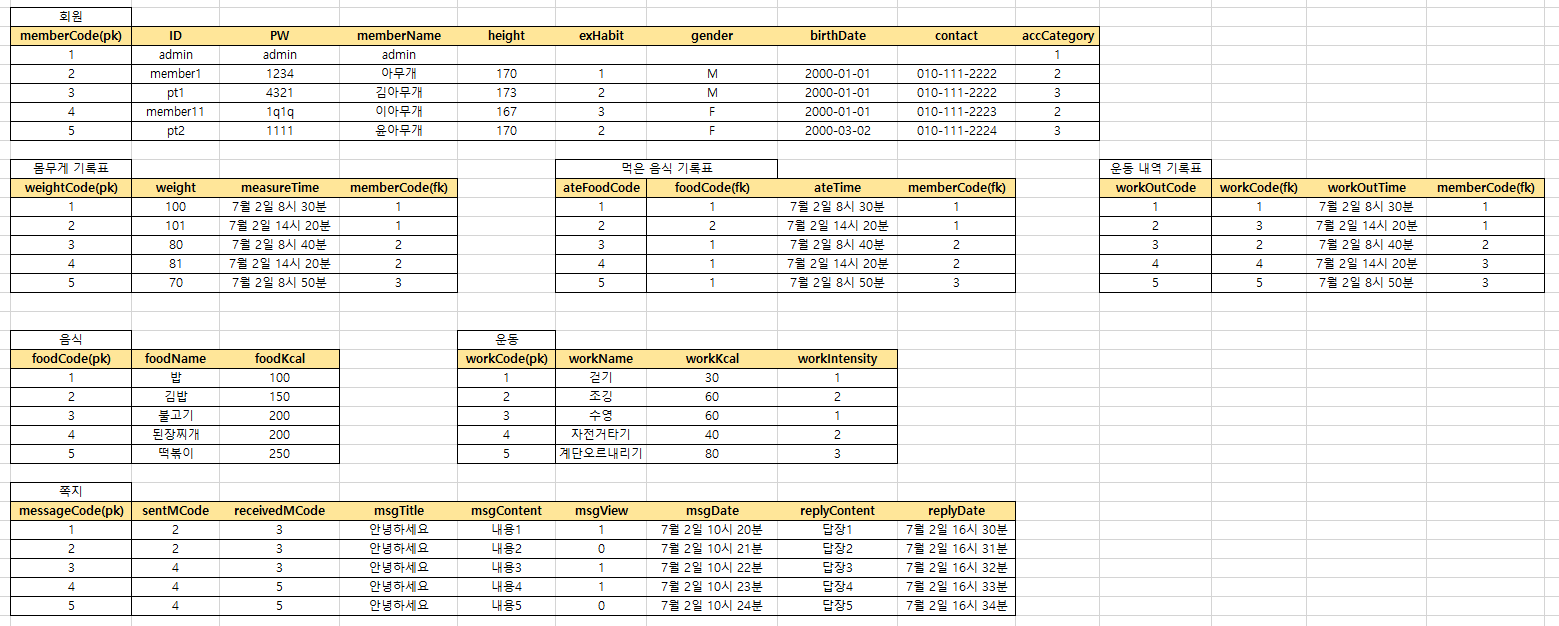 회원
memberCode(pk) ID PW memberName height exHabit gender birthDate contact accCategory
1 admin admin admin 1
2 member1 1234 아무개 170 1 M 2000-01-01 010-111-2222 2
3 pt1 4321 김아무개 173 2 M 2000-01-01 010-111-2222 3
4 member11 1q1q 이아무개 167 3 F 2000-01-01 010-111-2223 2
5 pt2 1111 윤아무개 170 2 F 2000-03-02 010-111-2224 3
몸무게 기록표 먹은 음식 기록표 운동 내역 기록표
weightCode(pk) weight measureTime memberCode(fk) ateFoodCode foodCode(fk) ateTime memberCode(fk) workOutCode workCode(fk) workOutTime memberCode(fk)
1 100 7월 2일 8시 30분 1 1 1 7월 2일 8시 30분 1 1 1 7월 2일 8시 30분 1
2 101 7월 2일 14시 20분 1 2 2 7월 2일 14시 20분 1 2 3 7월 2일 14시 20분 1
3 80 7월 2일 8시 40분 2 3 1 7월 2일 8시 40분 2 3 2 7월 2일 8시 40분 2
4 81 7월 2일 14시 20분 2 4 1 7월 2일 14시 20분 2 4 4 7월 2일 14시 20분 3
5 70 7월 2일 8시 50분 3 5 1 7월 2일 8시 50분 3 5 5 7월 2일 8시 50분 3
음식 운동
foodCode(pk) foodName foodKcal workCode(pk) workName workKcal workIntensity
1 밥 100 1 걷기 30 1
2 김밥 150 2 조깅 60 2
3 불고기 200 3 수영 60 1
4 된장찌개 200 4 자전거타기 40 2
5 떡볶이 250 5 계단오르내리기 80 3
쪽지
messageCode(pk) sentMCode receivedMCode msgTitle msgContent msgView msgDate replyContent replyDate
1 2 3 안녕하세요 내용1 1 7월 2일 10시 20분 답장1 7월 2일 16시 30분
2 2 3 안녕하세요 내용2 0 7월 2일 10시 21분 답장2 7월 2일 16시 31분
3 4 3 안녕하세요 내용3 1 7월 2일 10시 22분 답장3 7월 2일 16시 32분
4 4 5 안녕하세요 내용4 1 7월 2일 10시 23분 답장4 7월 2일 16시 33분
5 4 5 안녕하세요 내용5 0 7월 2일 10시 24분 답장5 7월 2일 16시 34분